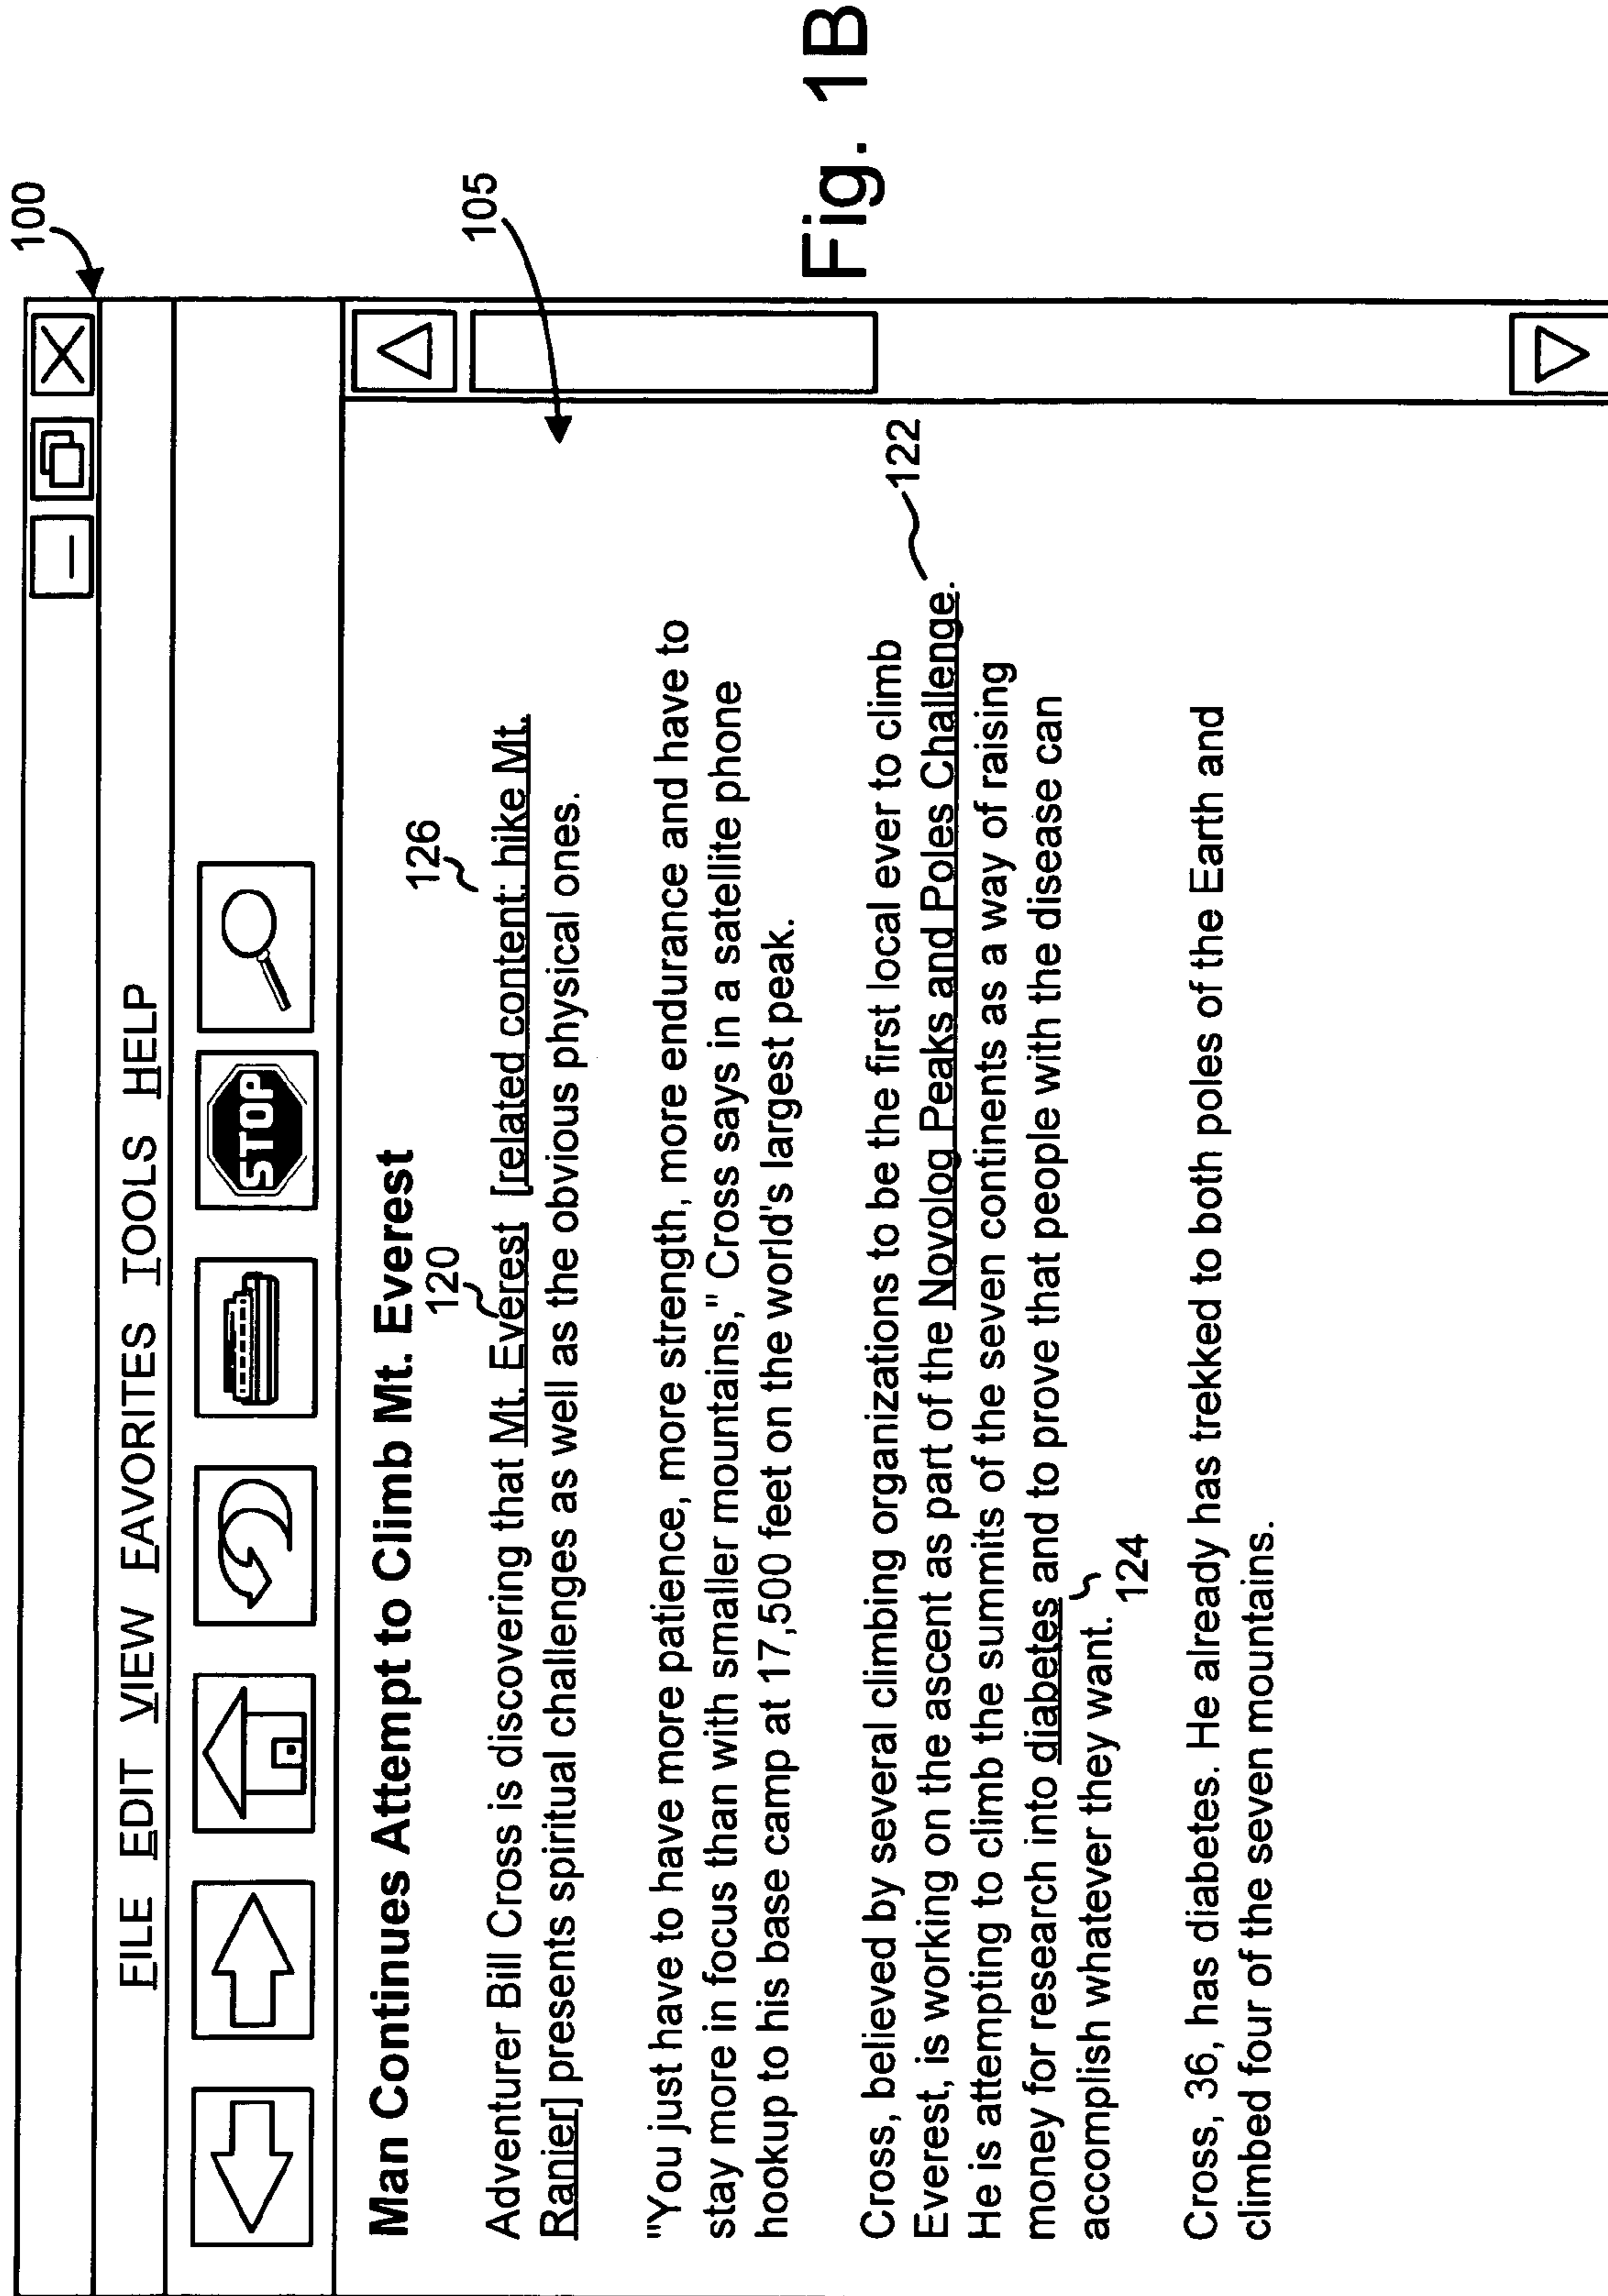 100
FILE EDIT VIEW FAVORITES TOOLS HELP
STOP
105
Man Continues Attempt to Climb Mt. Everest
120
126
Adventurer Bill Cross is discovering that Mt. Everest [related content: hike Mt.
Ranier] presents spiritual challenges as well as the obvious physical ones.
"You just have to have more patience, more strength, more endurance and have to
stay more in focus than with smaller mountains," Cross says in a satellite phone
hookup to his base camp at 17,500 feet on the world's largest peak.
Cross, believed by several climbing organizations to be the first local ever to climb
Everest, is working on the ascent as part of the Novolog Peaks and Poles Challenge.
122
He is attempting to climb the summits of the seven continents as a way of raising
money for research into diabetes and to prove that people with the disease can
accomplish whatever they want.
124
Cross, 36, has diabetes. He already has trekked to both poles of the Earth and
climbed four of the seven mountains.
Fig. 1B